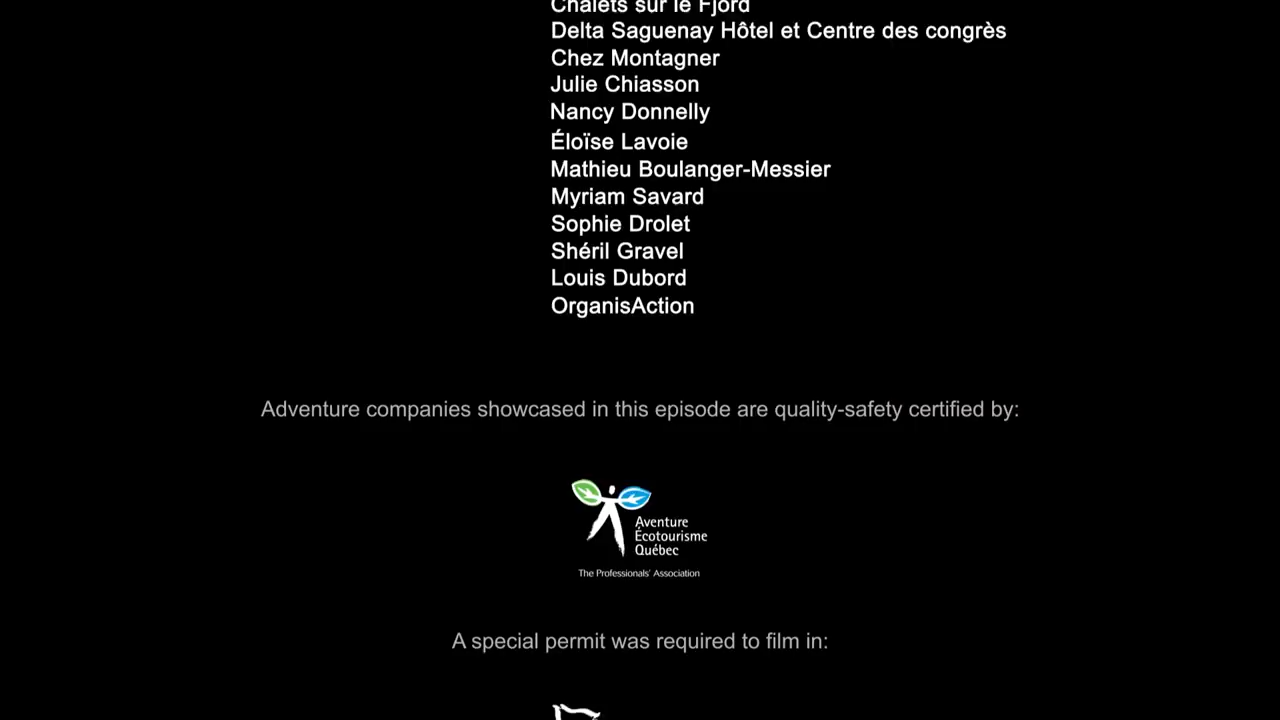 Chalets sur le Fjord
Delta Saguenay Hôtel et Centre des congrès
Chez Montagner
Julie Chiasson
Nancy Donnelly
Éloïse Lavoie
Mathieu Boulanger-Messier
Myriam Savard
Sophie Drolet
Shéril Gravel
Louis Dubord
OrganisAction
Adventure companies showcased in this episode are quality-safety certified by:
Aventure
Écotourisme
Québec
The Professionals' Association
A special permit was required to film in: